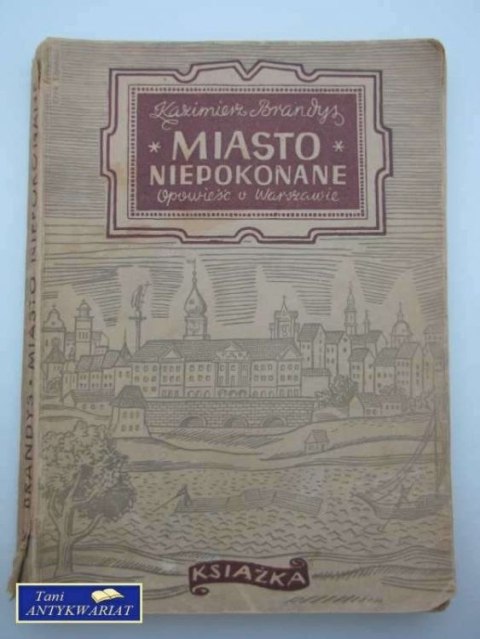 Kazimierz Brandys
* MIASTO *
NIEPOKONANE
Opowieść o Warszawie
BRANDYS • MIASTO NIEPOKONANE
KSIĄŻKA
Tani
ANTYKWARIAT